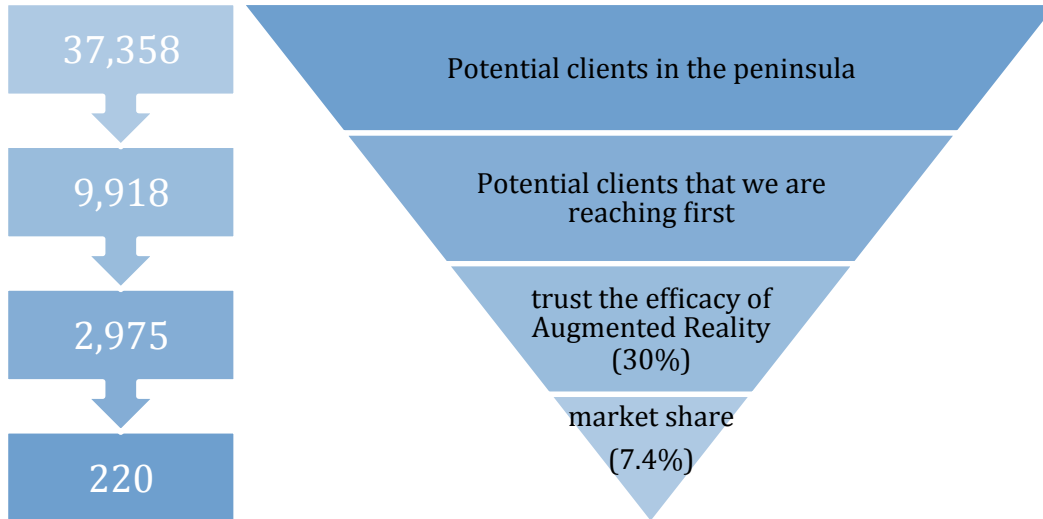 37,358
Potential clients in the peninsula
9,918
Potential clients that we are
reaching first
2,975
trust the efficacy of
Augmented Reality
(30%)
220
market share
(7.4%)